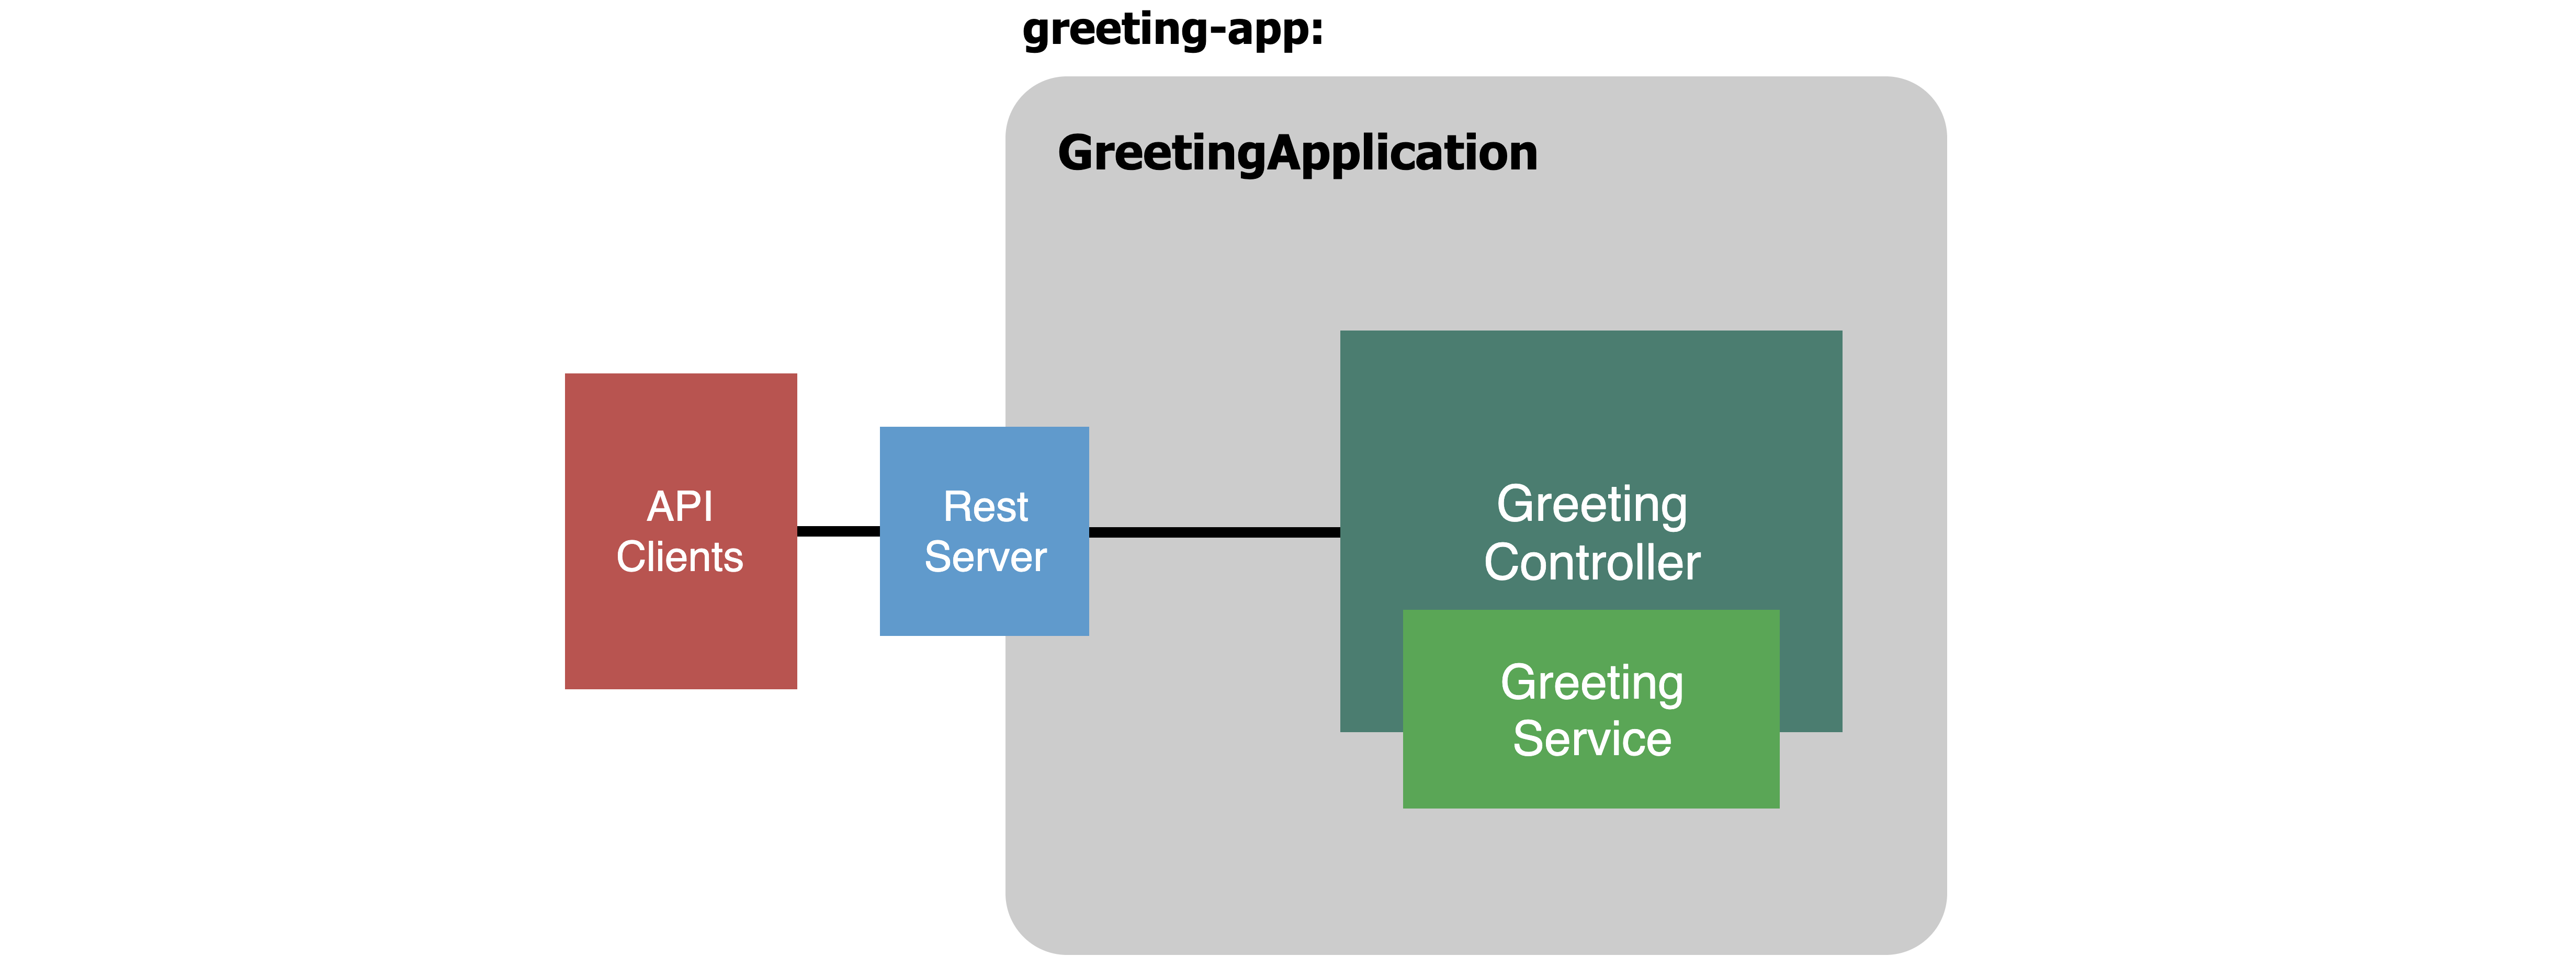 greeting-app:
GreetingApplication
API
Clients
Rest
Server
Greeting
Controller
Greeting
Service